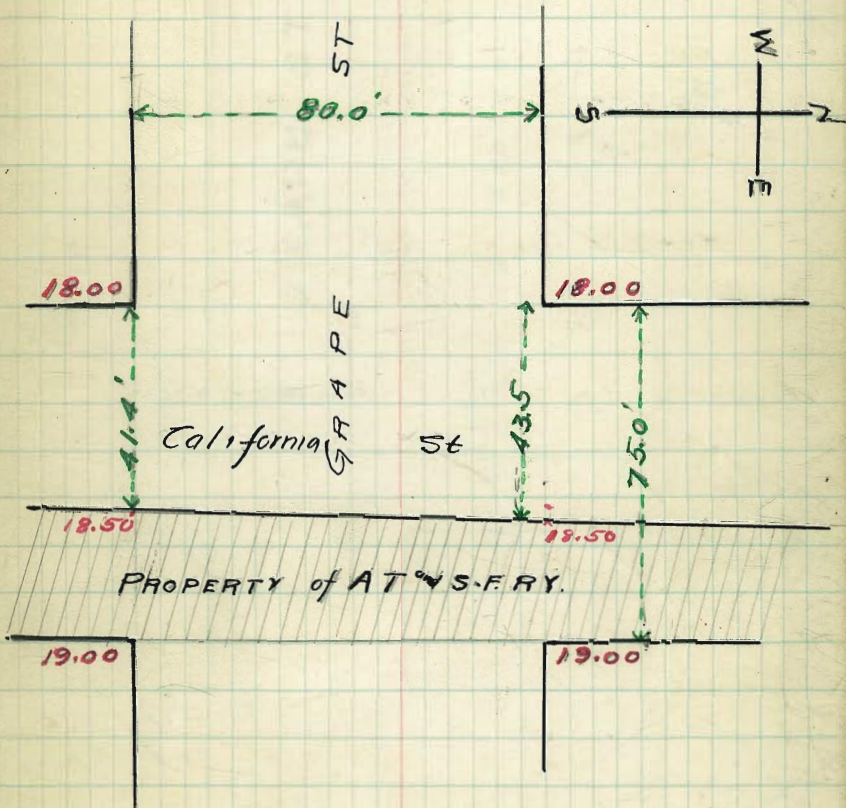 ST
W
80.0'
S
N
E
18.00
18.00
GRAPE
41.4'
43.5
75.0'
California St
18.50
18.50
PROPERTY of A T & S.F. RY.
19.00
19.00